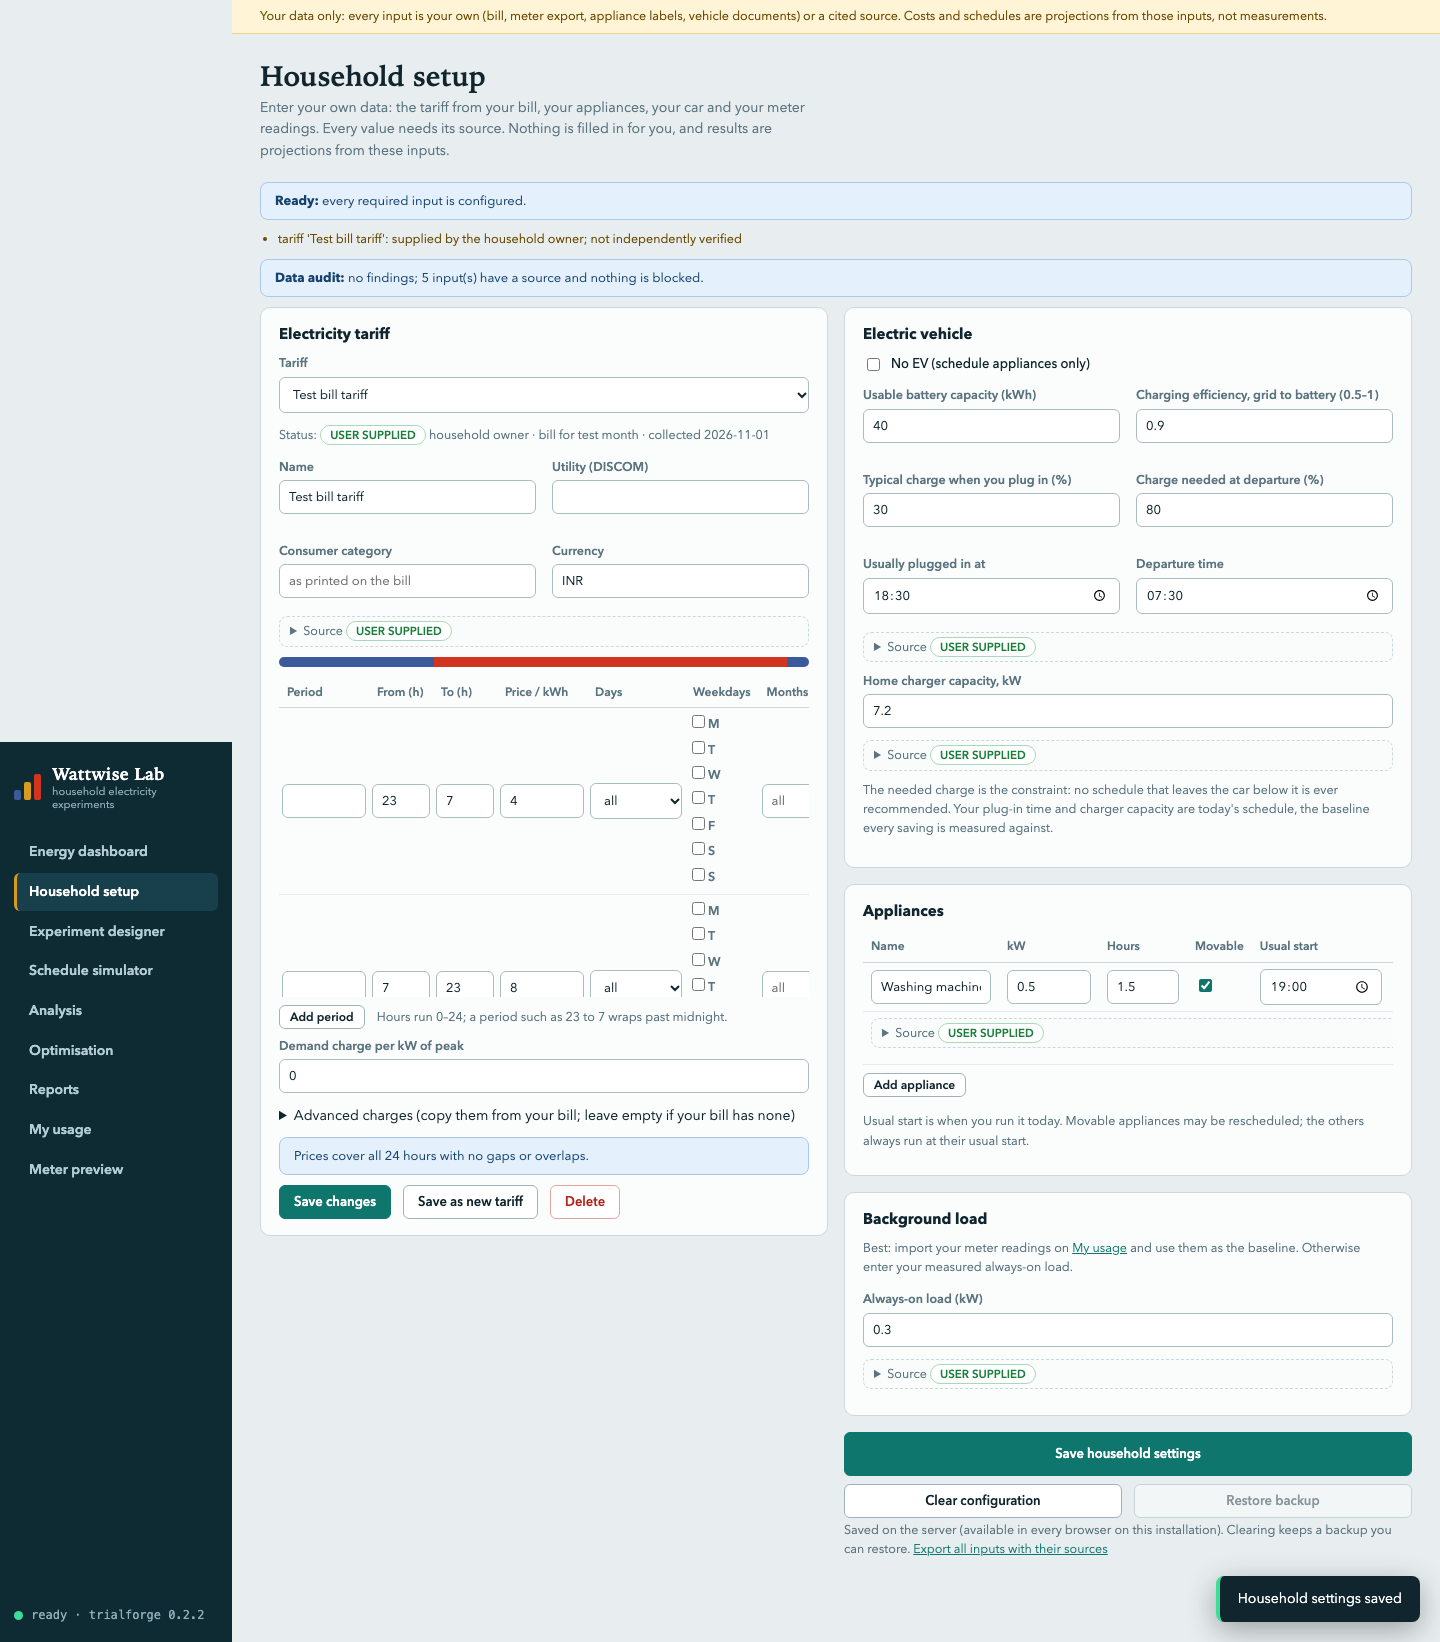 Your data only: every input is your own (bill, meter export, appliance labels, vehicle documents) or a cited source. Costs and schedules are projections from those inputs, not measurements.
Household setup
Enter your own data: the tariff from your bill, your appliances, your car and your meter
readings. Every value needs its source. Nothing is filled in for you, and results are
projections from these inputs.
Ready: every required input is configured.
• tariff 'Test bill tariff': supplied by the household owner; not independently verified
Data audit: no findings; 5 input(s) have a source and nothing is blocked.
Wattwise Lab
household electricity
experiments
Energy dashboard
Household setup
Experiment designer
Schedule simulator
Analysis
Optimisation
Reports
My usage
Meter preview
ready · trialforge 0.2.2
Electricity tariff
Tariff
Test bill tariff
Status: USER SUPPLIED household owner · bill for test month · collected 2026-11-01
Name Utility (DISCOM)
Test bill tariff
Consumer category Currency
as printed on the bill INR
Source USER SUPPLIED
Period From (h) To (h) Price / kWh Days Weekdays Months
M
T
W
23 7 4 all T all
F
S
S
M
T
W
7 23 8 all T all
Add period Hours run 0–24; a period such as 23 to 7 wraps past midnight.
Demand charge per kW of peak
0
Advanced charges (copy them from your bill; leave empty if your bill has none)
Prices cover all 24 hours with no gaps or overlaps.
Save changes Save as new tariff Delete
Electric vehicle
No EV (schedule appliances only)
Usable battery capacity (kWh) Charging efficiency, grid to battery (0.5–1)
40 0.9
Typical charge when you plug in (%) Charge needed at departure (%)
30 80
Usually plugged in at Departure time
18:30 07:30
Source USER SUPPLIED
Home charger capacity, kW
7.2
Source USER SUPPLIED
The needed charge is the constraint: no schedule that leaves the car below it is ever
recommended. Your plug-in time and charger capacity are today's schedule, the baseline
every saving is measured against.
Appliances
Name kW Hours Movable Usual start
Washing machin 0.5 1.5 19:00
Source USER SUPPLIED
Add appliance
Usual start is when you run it today. Movable appliances may be rescheduled; the others
always run at their usual start.
Background load
Best: import your meter readings on My usage and use them as the baseline. Otherwise
enter your measured always-on load.
Always-on load (kW)
0.3
Source USER SUPPLIED
Save household settings
Clear configuration Restore backup
Saved on the server (available in every browser on this installation). Clearing keeps a backup you
can restore. Export all inputs with their sources
Household settings saved